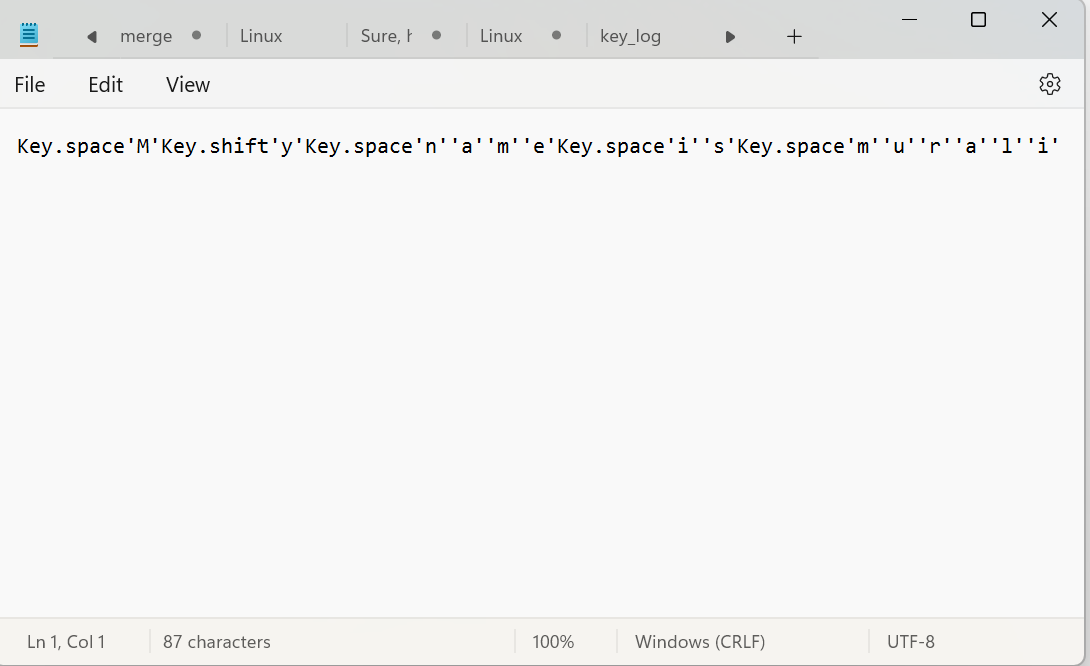 merge Linux Sure, h Linux key_log
File Edit View
Key.space'M'Key.shift'y'Key.space'n''a''m''e'Key.space'i''s'Key.space'm''u''r''a''l''i'
Ln 1, Col 1 87 characters 100% Windows (CRLF) UTF-8